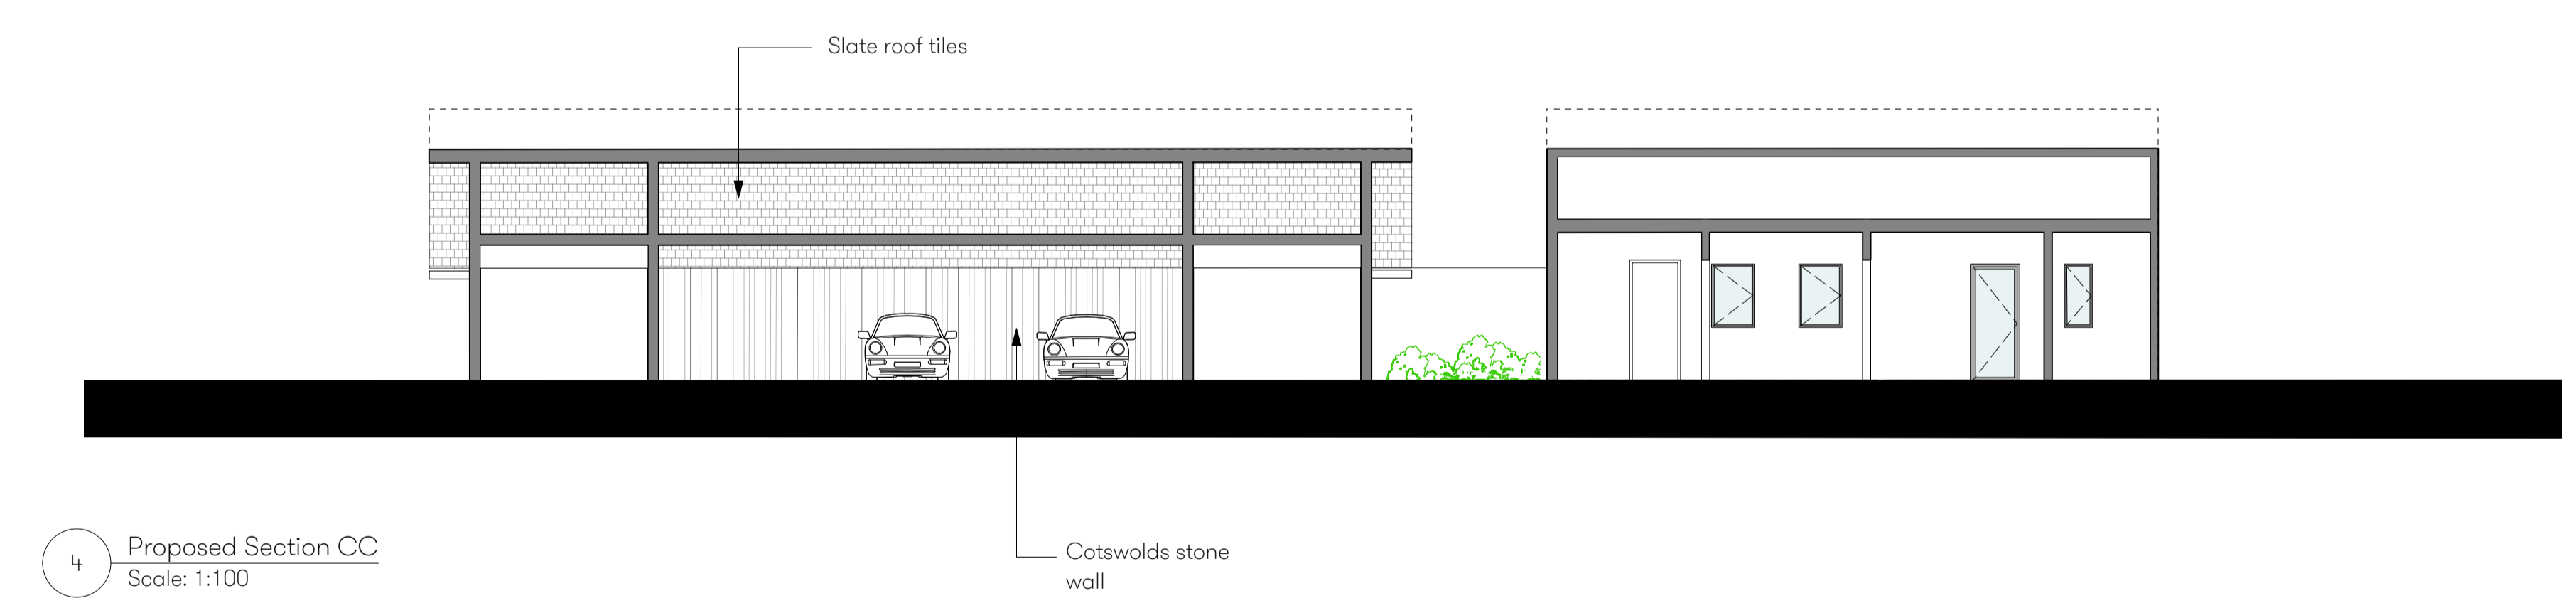 Slate roof tiles
4
Proposed Section CC
Scale: 1:100
Cotswolds stone
wall